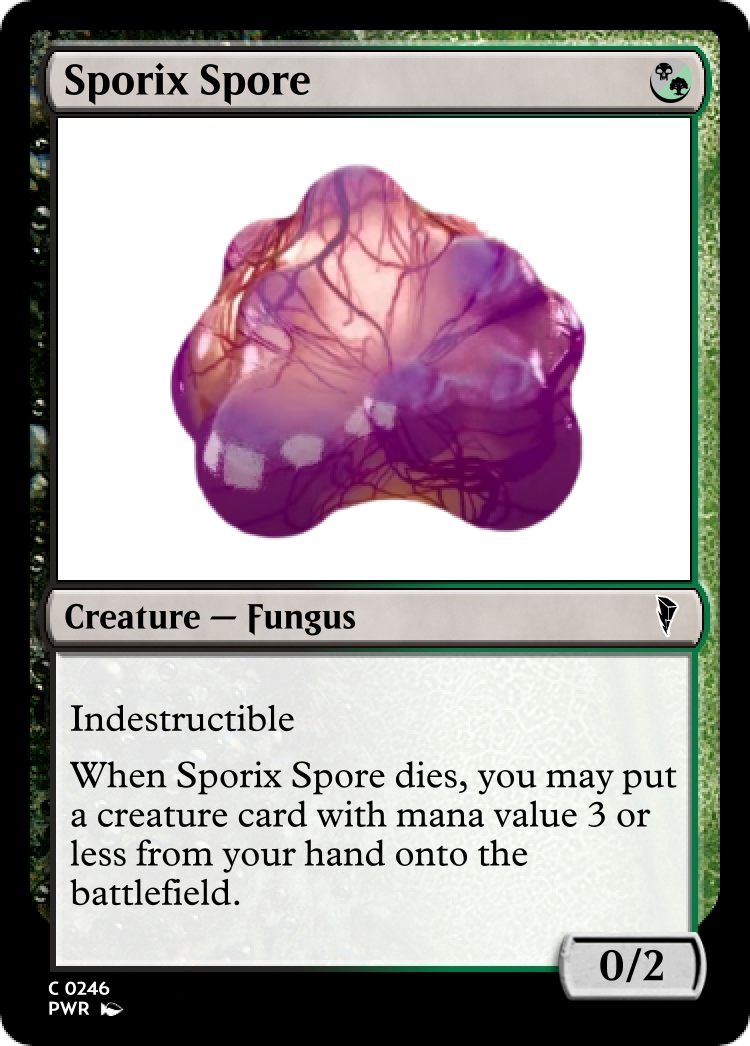 Sporix Spore
Creature — Fungus
Indestructible
When Sporix Spore dies, you may put
a creature card with mana value 3 or
less from your hand onto the
battlefield.
0/2
C 0246
PWR